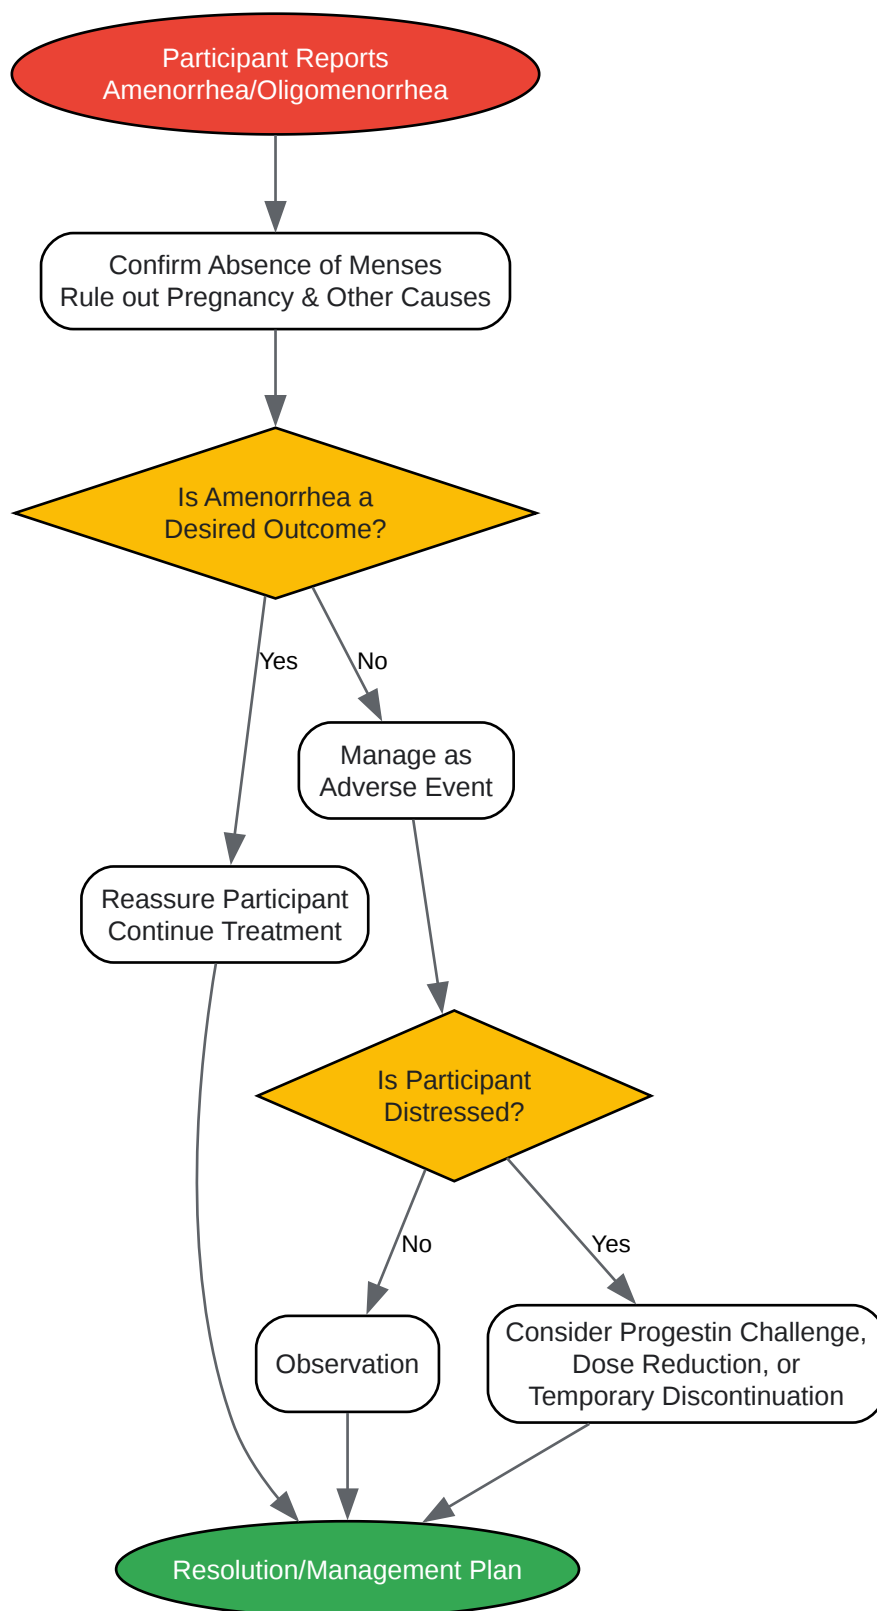 Participant Reports
Amenorrhea/Oligomenorrhea
Confirm Absence of Menses
Rule out Pregnancy & Other Causes
Is Amenorrhea a
Desired Outcome?
Yes
No
Manage as
Adverse Event
Reassure Participant
Continue Treatment
Is Participant
Distressed?
No
Yes
Observation
Consider Progestin Challenge,
Dose Reduction, or
Temporary Discontinuation
Resolution/Management Plan